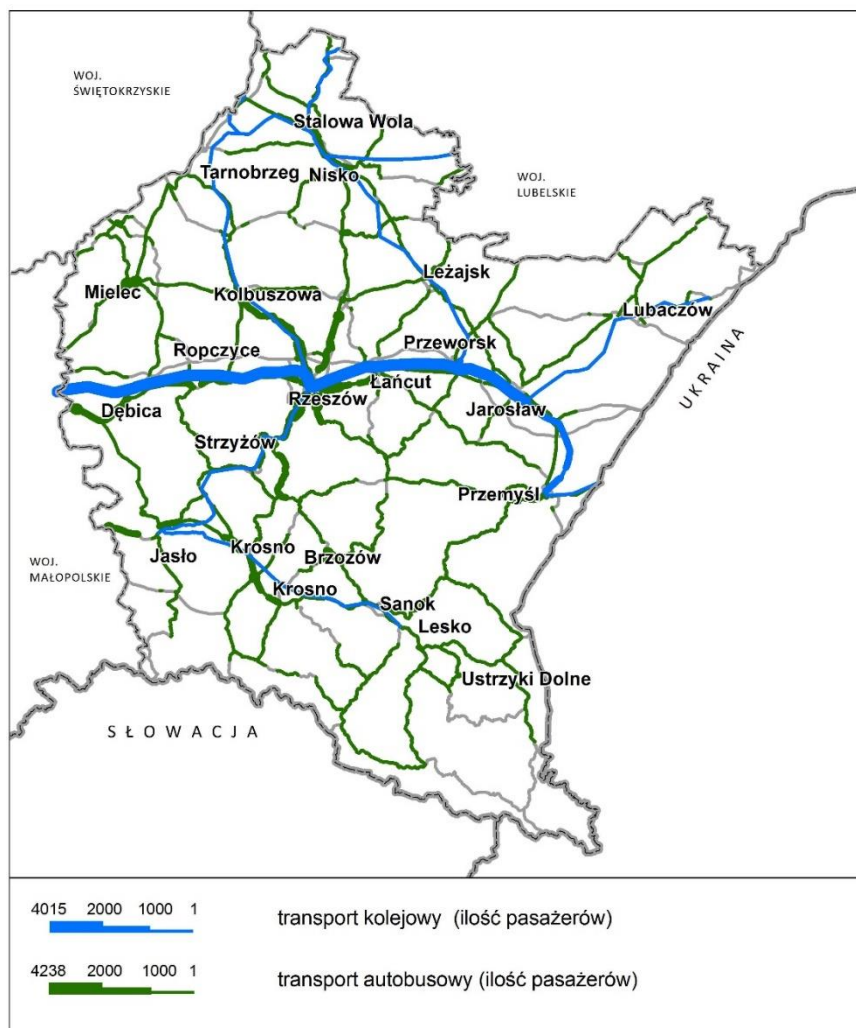 WOJ.
ŚWIĘTOKRZYSKIE
Stalowa Wola
Tarnobrzeg
Nisko
WOJ.
LUBELSKIE
Leżajsk
Mielec
Kolbuszowa
Lubaczów
Ropczyce
Przeworsk
Łańcut
UKRAINA
Rzeszów
Dębica
Jarosław
Strzyżów
Przemyśl
WOJ.
MAŁOPOLSKIE
Jasło
Krosno
Brzozów
Krosno
Sanok
Lesko
Ustrzyki Dolne
SŁOWACJA
4015 2000 1000 1
transport kolejowy (ilość pasażerów)
4238 2000 1000 1
transport autobusowy (ilość pasażerów)